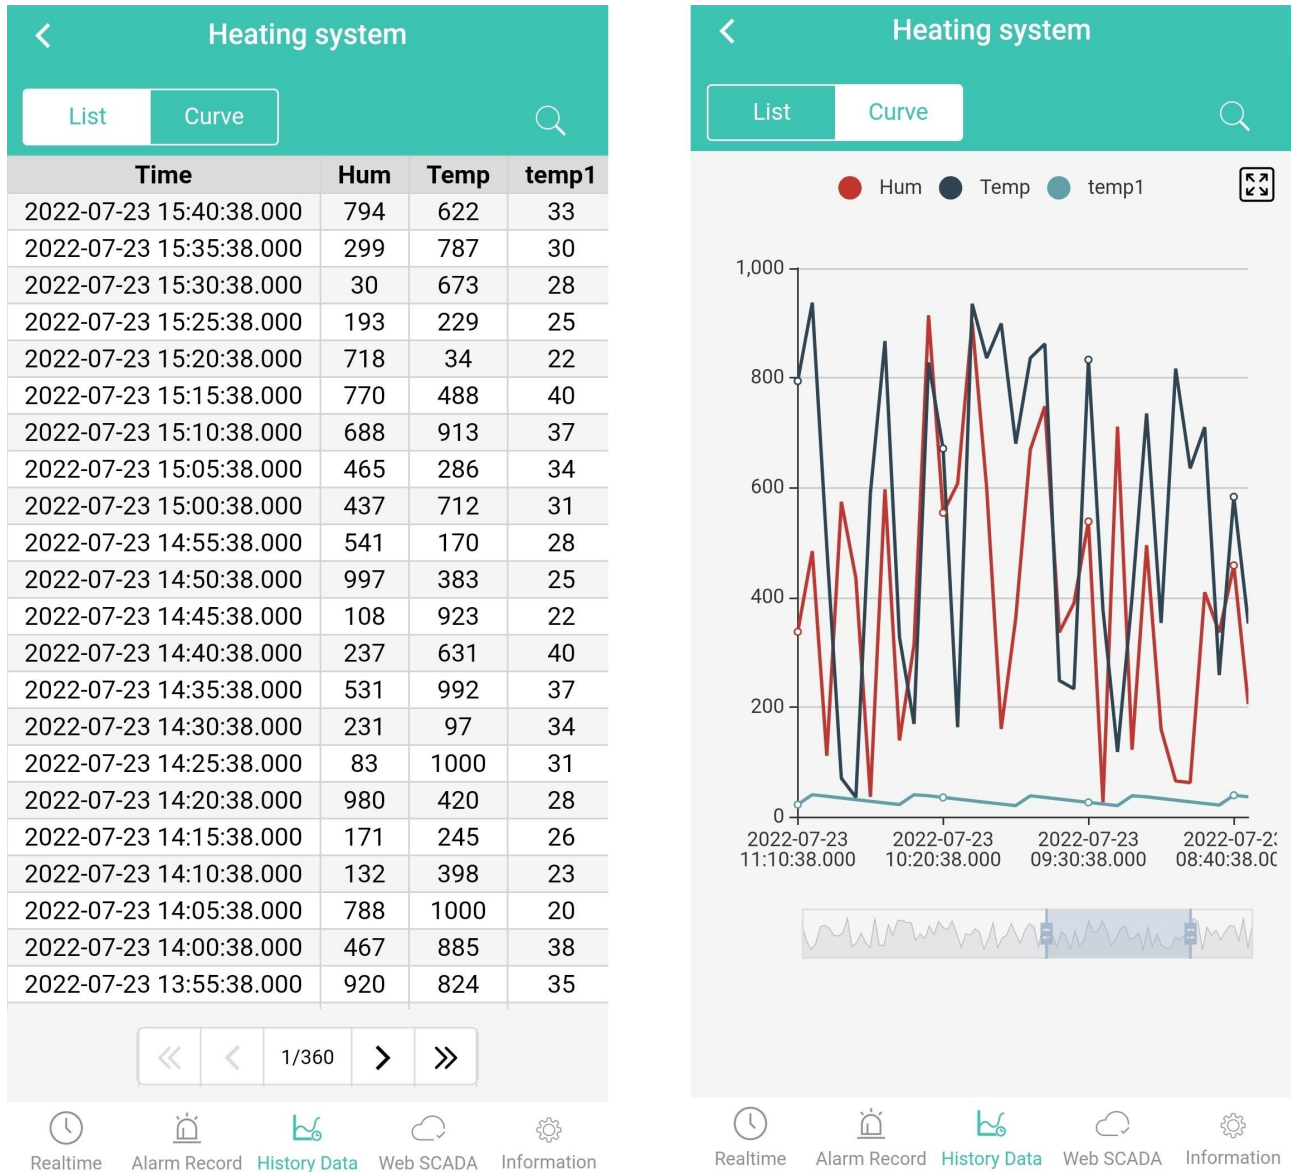 Heating system
List Curve
Time Hum Temp temp1
2022-07-23 15:40:38.000 794 622 33
2022-07-23 15:35:38.000 299 787 30
2022-07-23 15:30:38.000 30 673 28
2022-07-23 15:25:38.000 193 229 25
2022-07-23 15:20:38.000 718 34 22
2022-07-23 15:15:38.000 770 488 40
2022-07-23 15:10:38.000 688 913 37
2022-07-23 15:05:38.000 465 286 34
2022-07-23 15:00:38.000 437 712 31
2022-07-23 14:55:38.000 541 170 28
2022-07-23 14:50:38.000 997 383 25
2022-07-23 14:45:38.000 108 923 22
2022-07-23 14:40:38.000 237 631 40
2022-07-23 14:35:38.000 531 992 37
2022-07-23 14:30:38.000 231 97 34
2022-07-23 14:25:38.000 83 1000 31
2022-07-23 14:20:38.000 980 420 28
2022-07-23 14:15:38.000 171 245 26
2022-07-23 14:10:38.000 132 398 23
2022-07-23 14:05:38.000 788 1000 20
2022-07-23 14:00:38.000 467 885 38
2022-07-23 13:55:38.000 920 824 35
1/360
Realtime Alarm Record History Data Web SCADA Information
Heating system
List Curve
Hum Temp temp1
1,000
800
600
400
200
0
2022-07-23 2022-07-23 2022-07-23 2022-07-2
11:10:38.000 10:20:38.000 09:30:38.000 08:40:38.00
Realtime Alarm Record History Data Web SCADA Information